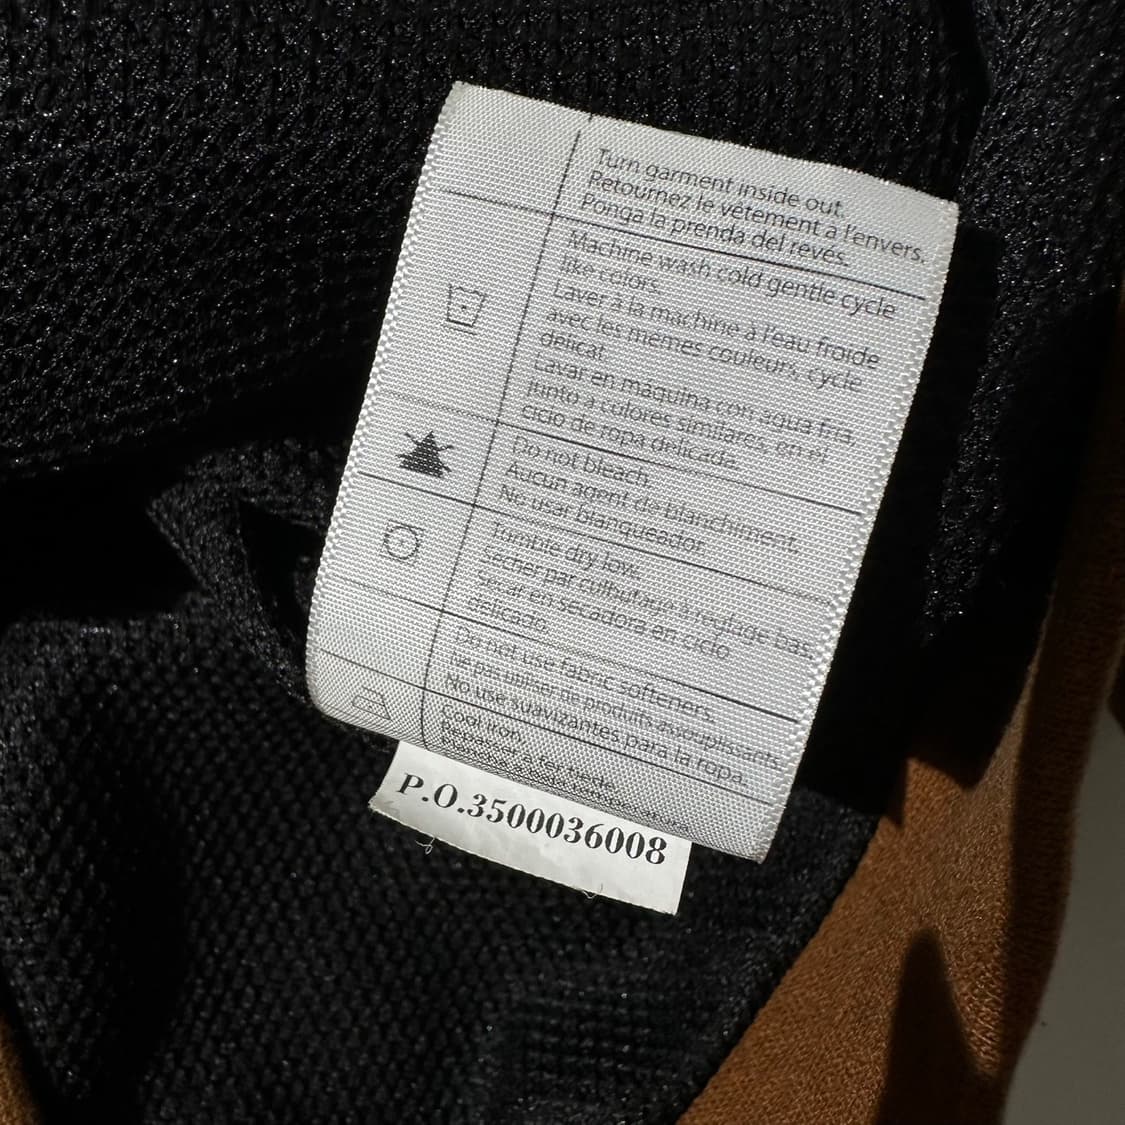 Turn garment inside out.
Retournez le vêtement à l'envers.
Ponga la prenda del revés.
Machine wash cold gentle cycle
like colors.
Laver à la machine à l'eau froide
avec les mêmes couleurs, cycle
délicat.
Lavar en maquina con agua fria,
junto a colores similares, en el
ciclo de ropa delicada.
Do not bleach.
Aucun agent de blanchiment.
No usar blanqueador.
Tumble dry low.
Sécher par culbutage à réglage bas.
Secar en secadora en ciclo
delicado.
Do not use fabric softeners.
Ne pas utiliser de produits assouplissants.
No use suavizantes para la ropa.
Cool iron.
Repasser
P.O.3500036008